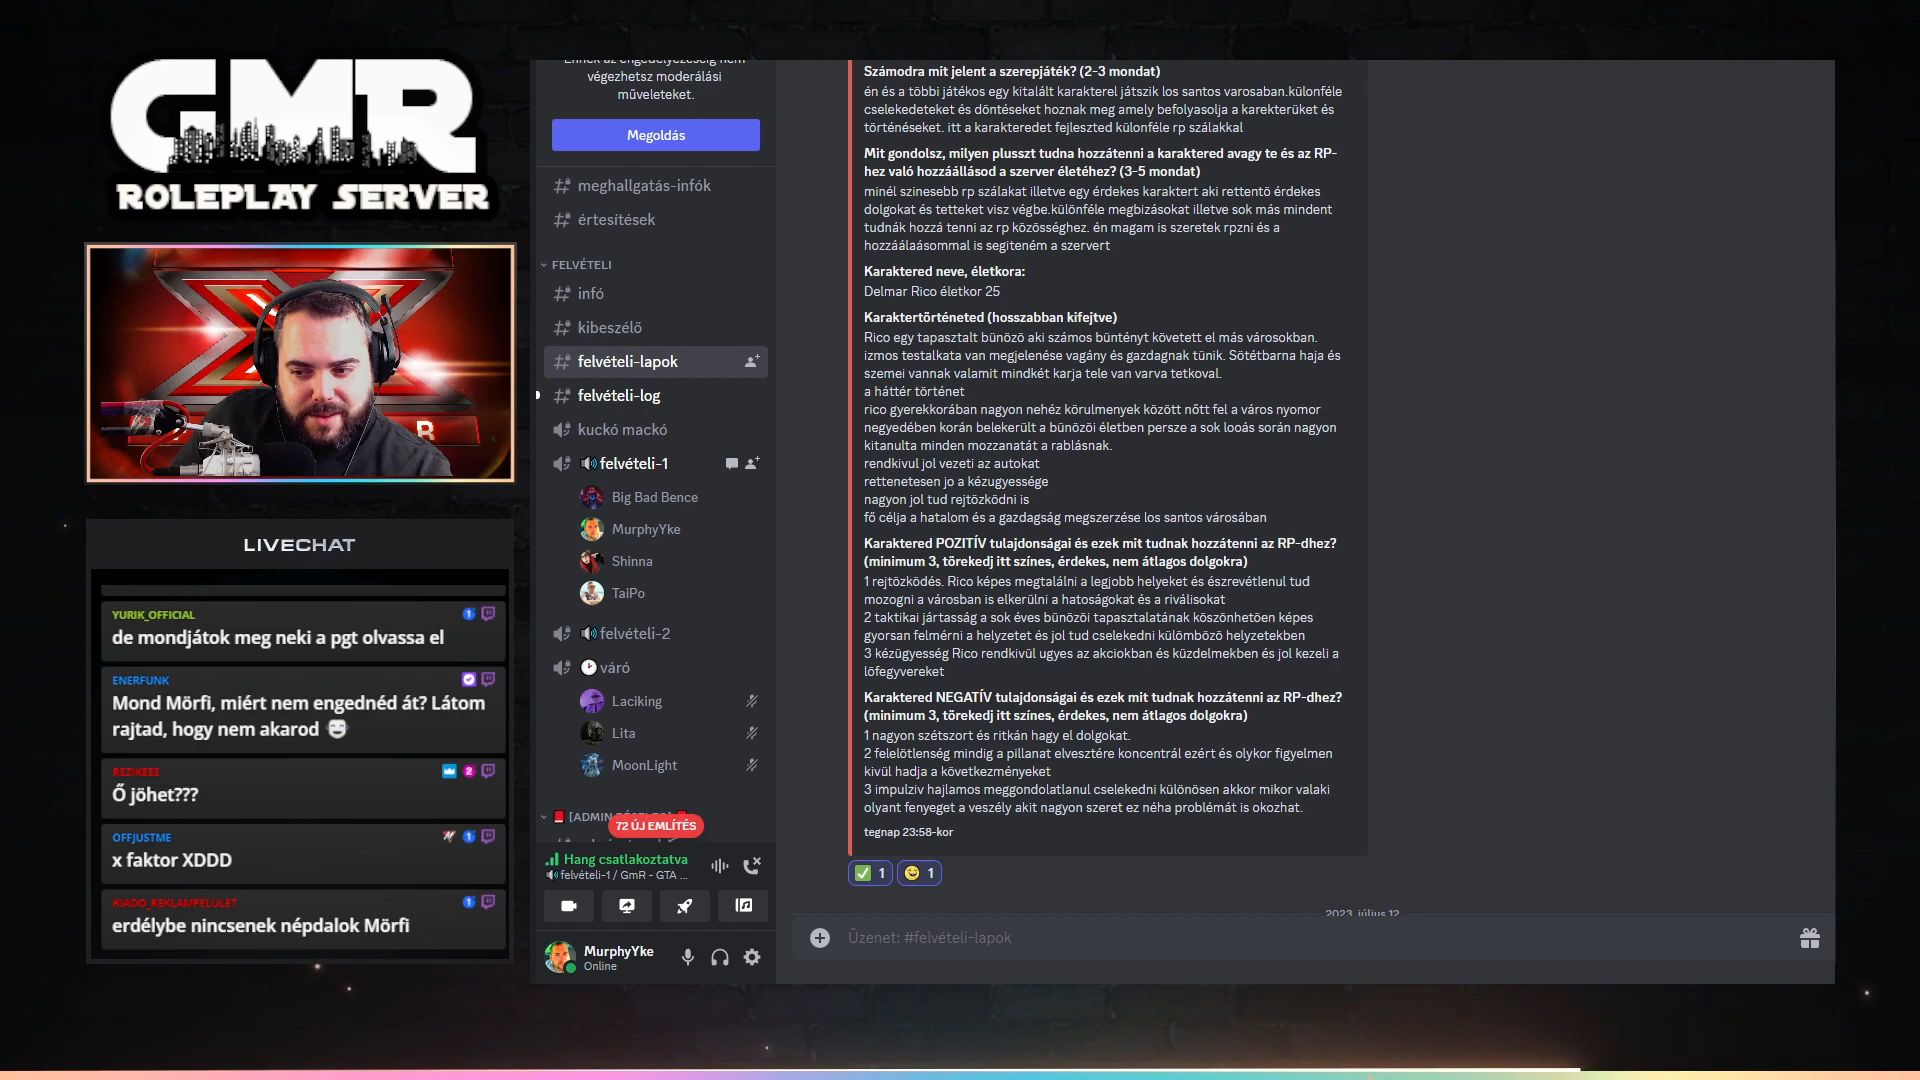 GMR
ROLEPLAY SERVER
R
LIVECHAT
YURIK_OFFICIAL
de mondjátok meg neki a pgt olvassa el
ENERFUNK
Mond Mörfi, miért nem engednéd át? Látom
rajtad, hogy nem akarod
REZIKEEE
Ő jöhet???
OFFJUSTME
x faktor XDDD
KIADO_REKLAMFELULET
erdélybe nincsenek népdalok Mörfi
Ennek az engedélyezéséig nem
végezhetsz moderálási
műveleteket.
Megoldás
meghallgatás-infók
értesítések
FELVÉTELI
infó
kibeszélő
felvételi-lapok
felvételi-log
kuckó mackó
felvételi-1
Big Bad Bence
MurphyYke
Shinna
TaiPo
felvételi-2
váró
Laciking
Lita
MoonLight
[ADMIN
72 ÚJ EMLÍTÉS
Hang csatlakoztatva
felvételi-1 / GmR - GTA ...
MurphyYke
Online
Számodra mit jelent a szerepjáték? (2-3 mondat)
én és a többi játékos egy kitalált karakterel játszik los santos varosaban.különféle
cselekedeteket és döntéseket hoznak meg amely befolyasolja a karekterüket és
történéseket. itt a karakteredet fejleszted különféle rp szálakkal
Mit gondolsz, milyen plusszt tudna hozzátenni a karaktered avagy te és az RP-
hez való hozzáállásod a szerver életéhez? (3-5 mondat)
minél szinesebb rp szálakat illetve egy érdekes karaktert aki rettentö érdekes
dolgokat és tetteket visz végbe.különféle megbizásokat illetve sok más mindent
tudnák hozzá tenni az rp közösséghez. én magam is szeretek rpzni és a
hozzáálaásommal is segiteném a szervert
Karaktered neve, életkora:
Delmar Rico életkor 25
Karaktertörténeted (hosszabban kifejtve)
Rico egy tapasztalt bünözö aki számos büntényt követett el más városokban.
izmos testalkata van megjelenése vagány és gazdagnak tünik. Sötétbarna haja és
szemei vannak valamit mindkét karja tele van varva tetkoval.
a háttér történet
rico gyerekkorában nagyon nehéz körulmenyek között nőtt fel a város nyomor
negyedében korán belekerült a bünözöi életben persze a sok looás során nagyon
kitanulta minden mozzanatát a rablásnak.
rendkivul jol vezeti az autokat
rettenetesen jo a kézugyessége
nagyon jol tud rejtözködni is
fő célja a hatalom és a gazdagság megszerzése los santos városában
Karaktered POZITÍV tulajdonságai és ezek mit tudnak hozzátenni az RP-dhez?
(minimum 3, törekedj itt színes, érdekes, nem átlagos dolgokra)
1 rejtözködés. Rico képes megtalálni a legjobb helyeket és észrevétlenul tud
mozogni a városban is elkerülni a hatoságokat és a riválisokat
2 taktikai jártasság a sok éves bünözöi tapasztalatának köszönhetöen képes
gyorsan felmérni a helyzetet és jol tud cselekedni külömbözö helyzetekben
3 kézügyesség Rico rendkivül ugyes az akciokban és küzdelmekben és jol kezeli a
löfegyvereket
Karaktered NEGATÍV tulajdonságai és ezek mit tudnak hozzátenni az RP-dhez?
(minimum 3, törekedj itt színes, érdekes, nem átlagos dolgokra)
1 nagyon szétszort és ritkán hagy el dolgokat.
2 felelötlenség mindig a pillanat elvesztére koncentrál ezért és olykor figyelmen
kivül hadja a következményeket
3 impulziv hajlamos meggondolatlanul cselekedni különösen akkor mikor valaki
olyant fenyeget a veszély akit nagyon szeret ez néha problémát is okozhat.
tegnap 23:58-kor
1
1
2023. július 12
Üzenet: #felvételi-lapok